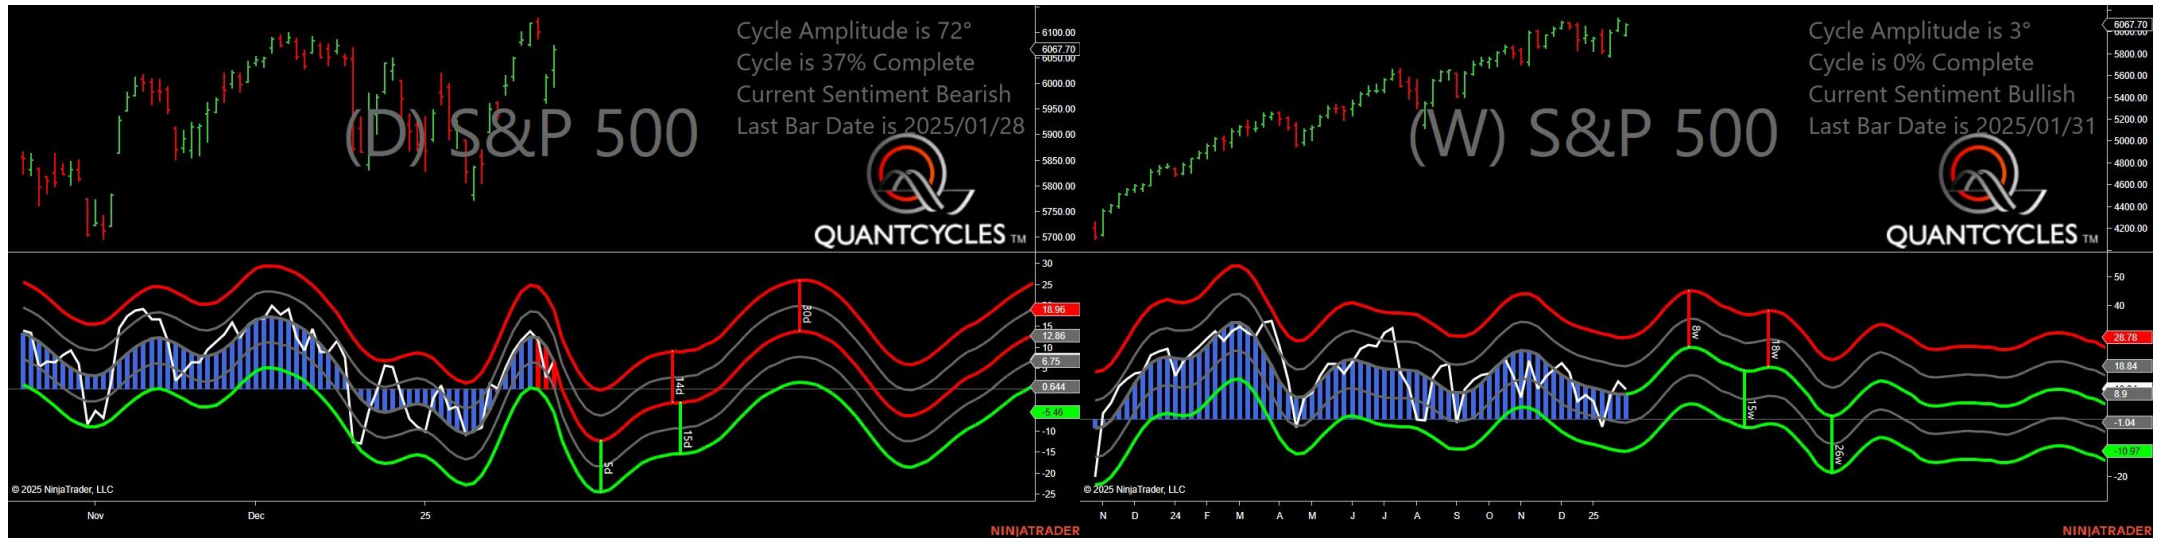 Cycle Amplitude is 72°
Cycle is 37% Complete
Current Sentiment Bearish
Last Bar Date is 2025/01/28
(D) S&P 500
QUANTCYCLES TM
6100.00
6067.70
6050.00
6000.00
5950.00
5900.00
5850.00
5800.00
5750.00
5700.00
30
25
18.96
15
12.86
10
6.75
5
0.644
-5.46
-10
-15
-20
-25
5d
14d
15d
80d
© 2025 NinjaTrader, LLC
Nov
Dec
25
NINJATRADER
Cycle Amplitude is 3°
Cycle is 0% Complete
Current Sentiment Bullish
Last Bar Date is 2025/01/31
(W) S&P 500
QUANTCYCLES TM
6067.70
6000.00
5800.00
5600.00
5400.00
5200.00
5000.00
4800.00
4600.00
4400.00
4200.00
50
40
28.78
18.84
8.9
-1.04
-10.97
-20
8w
18w
15w
26w
© 2025 NinjaTrader, LLC
N D 24 F M A M J J A S O N D 25
NINJATRADER